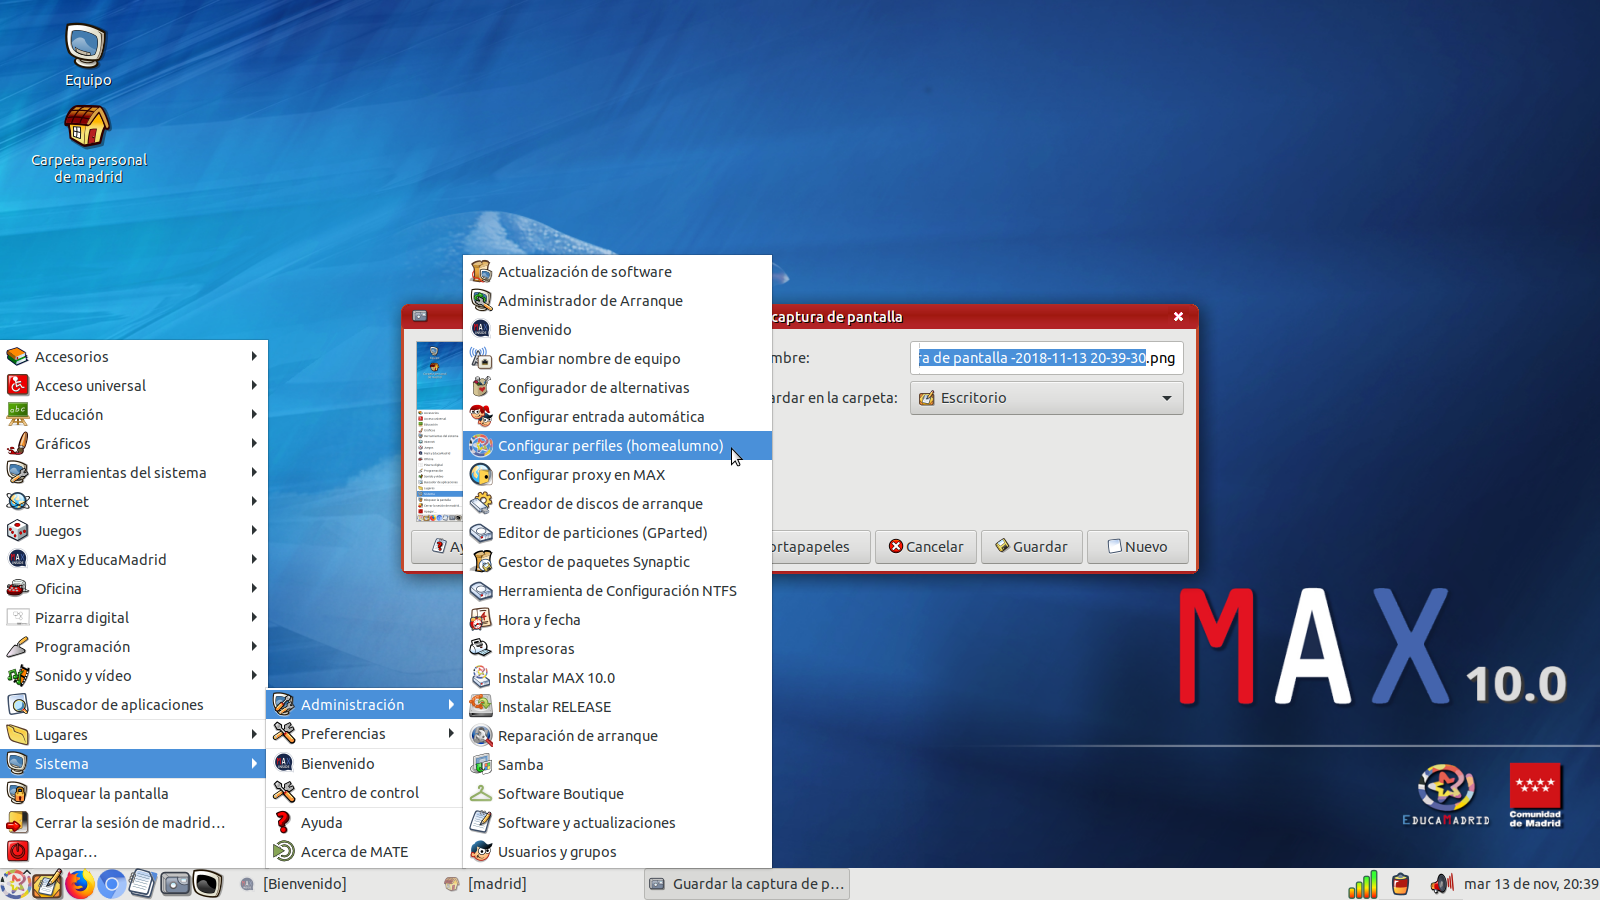 Equipo
Carpeta personal
de madrid
Accesorios
Acceso universal
Educación
Gráficos
Herramientas del sistema
Internet
Juegos
MaX y EducaMadrid
Oficina
Pizarra digital
Programación
Sonido y vídeo
Buscador de aplicaciones
Lugares
Sistema
Bloquear la pantalla
Cerrar la sesión de madrid...
Apagar...
Administración
Preferencias
Bienvenido
Centro de control
Ayuda
Acerca de MATE
Actualización de software
Administrador de Arranque
Bienvenido
Cambiar nombre de equipo
Configurador de alternativas
Configurar entrada automática
Configurar perfiles (homealumno)
Configurar proxy en MAX
Creador de discos de arranque
Editor de particiones (GParted)
Gestor de paquetes Synaptic
Herramienta de Configuración NTFS
Hora y fecha
Impresoras
Instalar MAX 10.0
Instalar RELEASE
Reparación de arranque
Samba
Software Boutique
Software y actualizaciones
Usuarios y grupos
captura de pantalla
mbre:
ra de pantalla -2018-11-13 20-39-30.png
ardar en la carpeta:
Escritorio
Ay
ortapapeles
Cancelar
Guardar
Nuevo
MAX 10.0
EDUCAMADRID
Comunidad
de Madrid
[Bienvenido]
[madrid]
Guardar la captura de p...
mar 13 de nov, 20:39